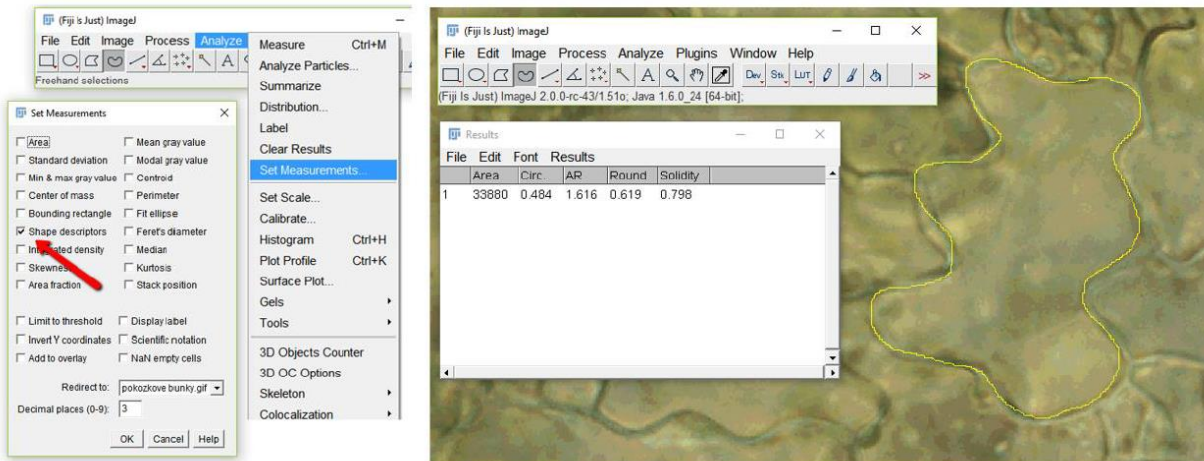 (Fiji Is Just) ImageJ
File Edit Image Process Analyze
Freehand selections
Measure Ctrl+M
Analyze Particles...
Summarize
Distribution...
Label
Clear Results
Set Measurements...
Set Scale...
Calibrate...
Histogram Ctrl+H
Plot Profile Ctrl+K
Surface Plot...
Gels
Tools
3D Objects Counter
3D OC Options
Skeleton
Colocalization
Set Measurements
Area Mean gray value
Standard deviation Modal gray value
Min & max gray value Centroid
Center of mass Perimeter
Bounding rectangle Fit ellipse
Shape descriptors Feret's diameter
Median
Kurtosis
Area fraction Stack position
Limit to threshold Display label
Invert Y coordinates Scientific notation
Add to overlay NaN empty cells
Redirect to: pokozkove bunky.gif
Decimal places (0-9): 3
OK Cancel Help
(Fiji Is Just) ImageJ
File Edit Image Process Analyze Plugins Window Help
A Dev Stk LUT >>
(Fiji Is Just) ImageJ 2.0.0-rc-43/1.51o; Java 1.6.0_24 [64-bit];
Results
File Edit Font Results
Area Circ. AR Round Solidity
1 33880 0.484 1.616 0.619 0.798